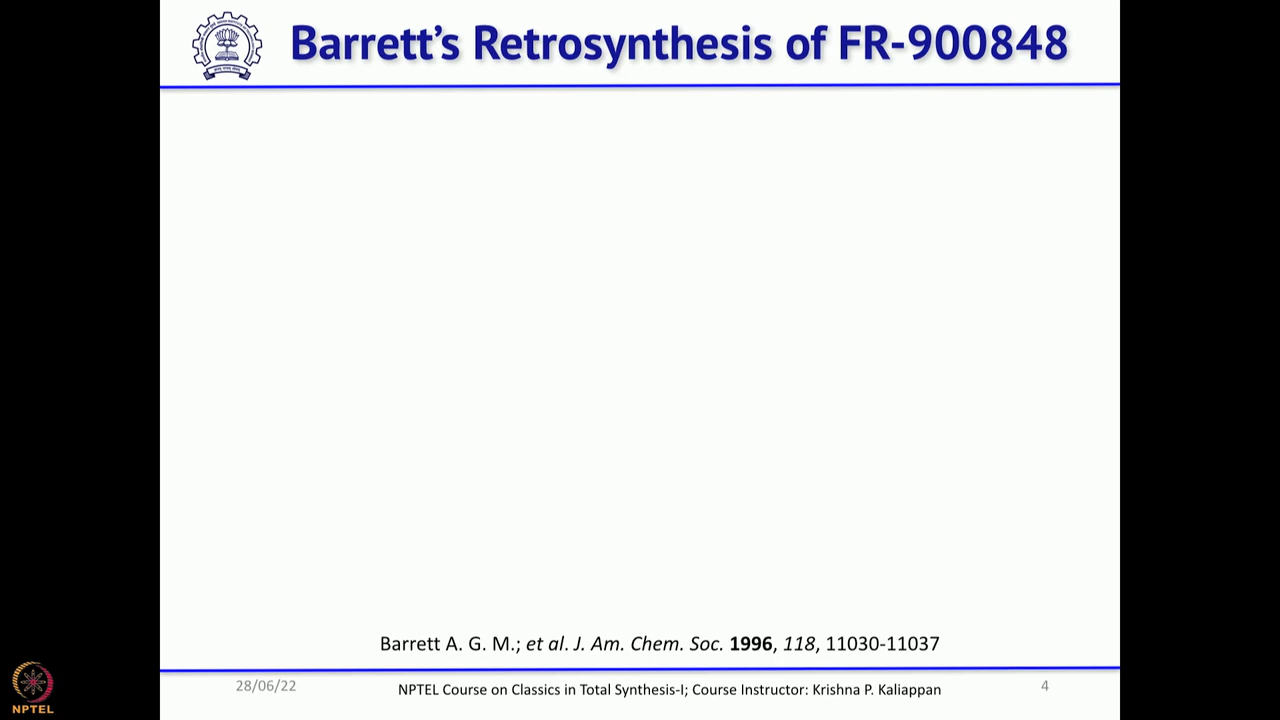 Barrett’s Retrosynthesis of FR-900848
Barrett A. G. M.; et al. J. Am. Chem. Soc. 1996, 118, 11030-11037
28/06/22
NPTEL Course on Classics in Total Synthesis-I; Course Instructor: Krishna P. Kaliappan
4
NPTEL